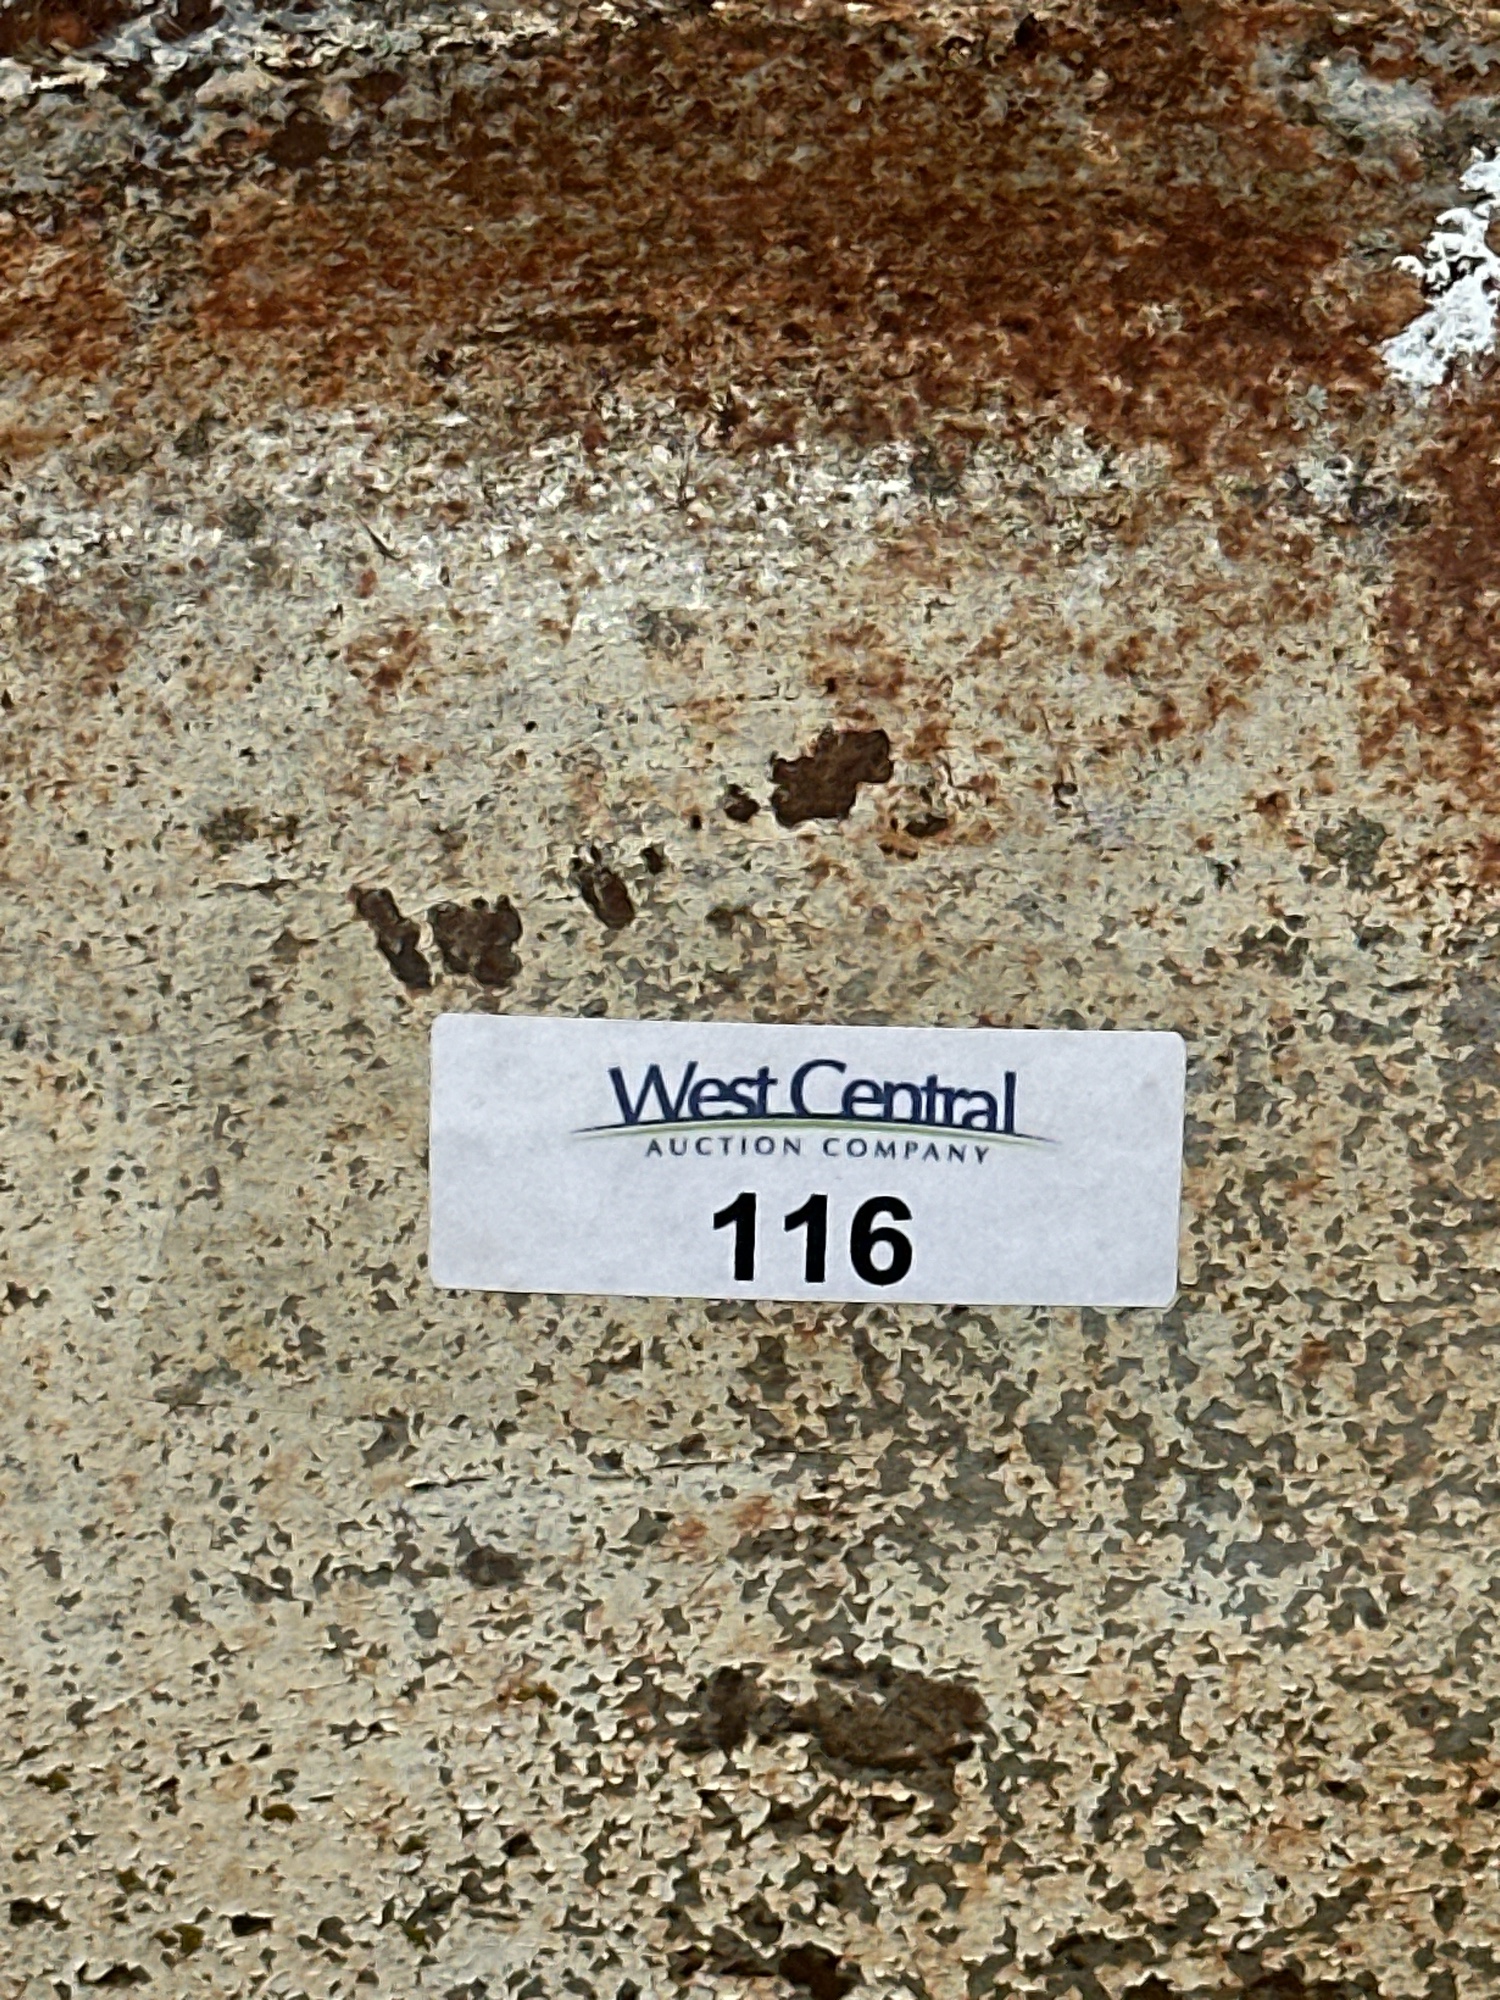 West Central
AUCTION COMPANY
116